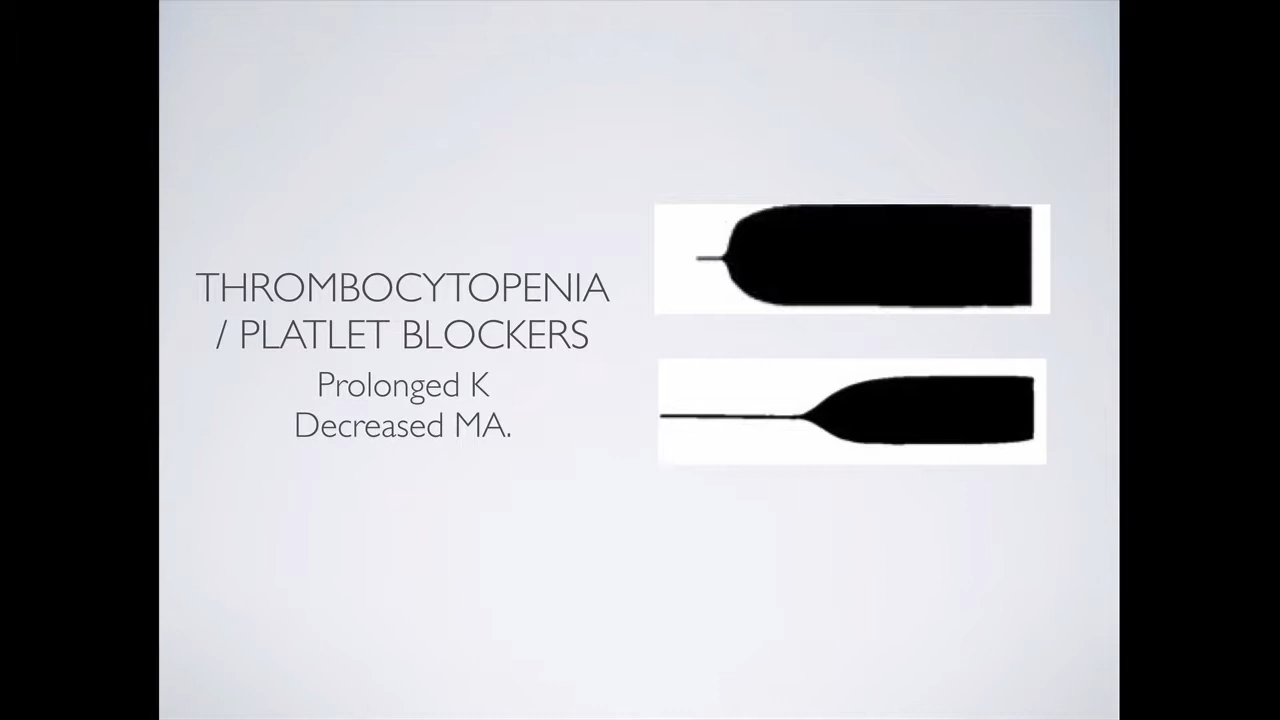 THROMBOCYTOPENIA
/ PLATLET BLOCKERS
Prolonged K
Decreased MA.